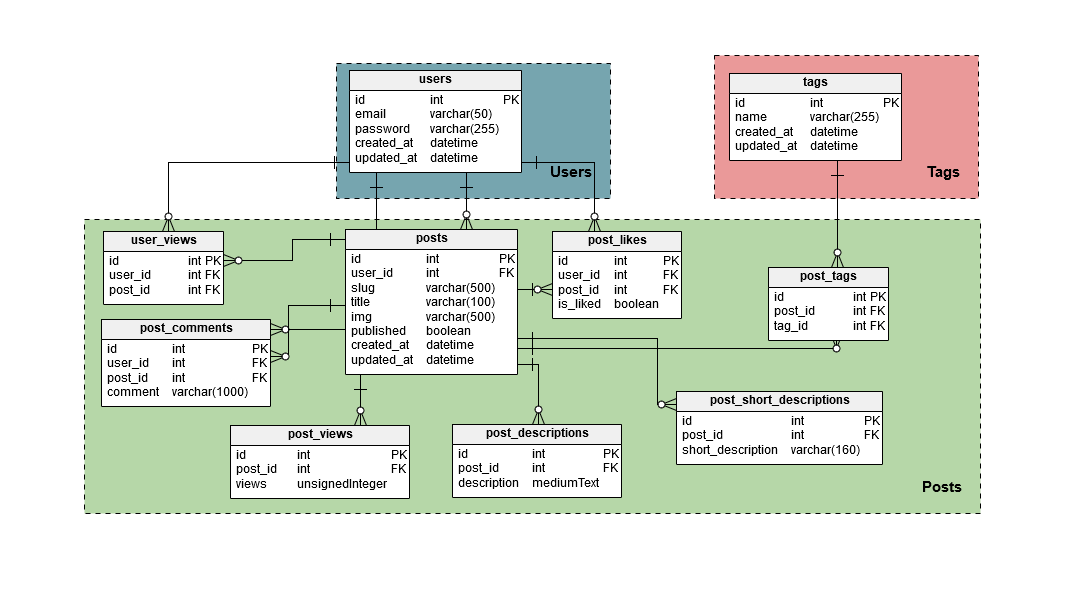 users
id int PK
email varchar(50)
password varchar(255)
created_at datetime
updated_at datetime
Users
tags
id int PK
name varchar(255)
created_at datetime
updated_at datetime
Tags
user_views
id int PK
user_id int FK
post_id int FK
posts
id int PK
user_id int FK
slug varchar(500)
title varchar(100)
img varchar(500)
published boolean
created_at datetime
updated_at datetime
post_likes
id int PK
user_id int FK
post_id int FK
is_liked boolean
post_tags
id int PK
post_id int FK
tag_id int FK
post_comments
id int PK
user_id int FK
post_id int FK
comment varchar(1000)
post_views
id int PK
post_id int FK
views unsignedInteger
post_descriptions
id int PK
post_id int FK
description mediumText
post_short_descriptions
id int PK
post_id int FK
short_description varchar(160)
Posts